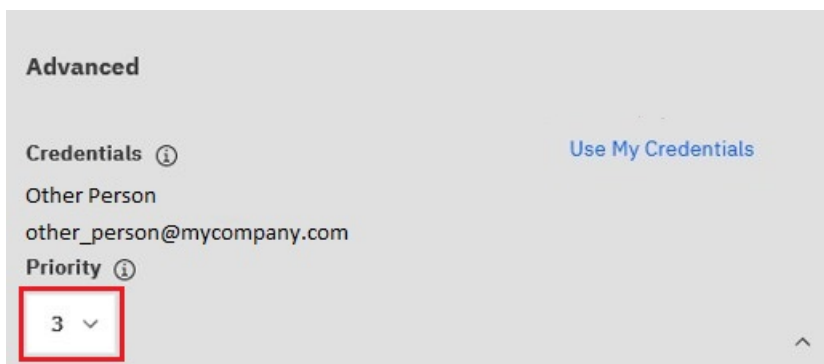 Advanced
Credentials
Use My Credentials
Other Person
other_person@mycompany.com
Priority
3